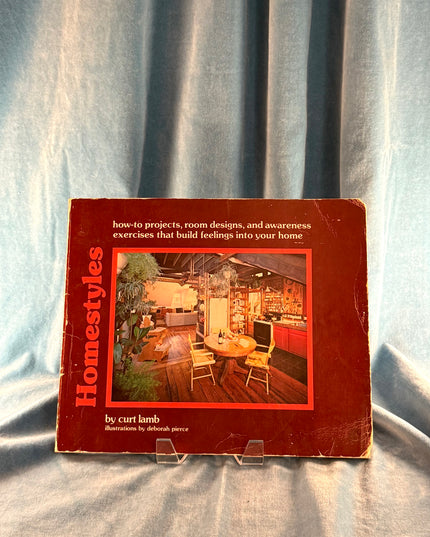 how-to projects, room designs, and awareness
exercises that build feelings into your home
Homestyles
by curt lamb
illustrations by deborah pierce